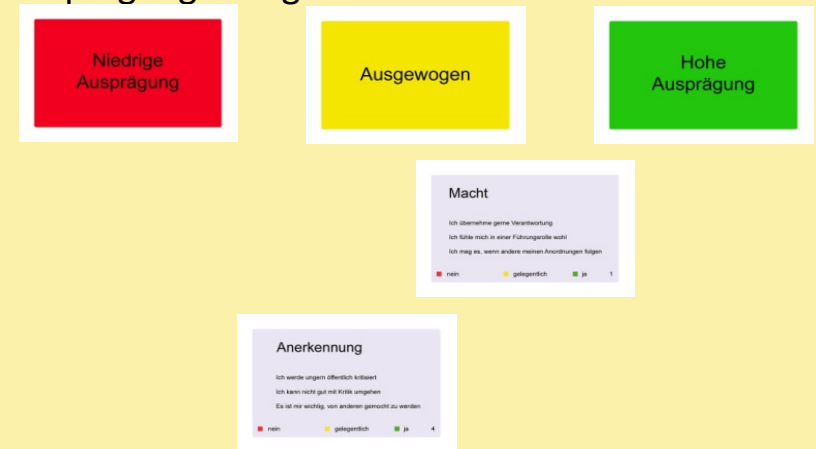 Niedrige
Ausprägung
Ausgewogen
Hohe
Ausprägung
Macht
Ich übernehme gerne Verantwortung
Ich fühle mich in einer Führungsrolle wohl
Ich mag es, wenn andere meinen Anordnungen folgen
nein gelegentlich ja 1
Anerkennung
Ich werde ungern öffentlich kritisiert
Ich kann nicht gut mit Kritik umgehen
Es ist mir wichtig, von anderen gemocht zu werden
nein gelegentlich ja 4